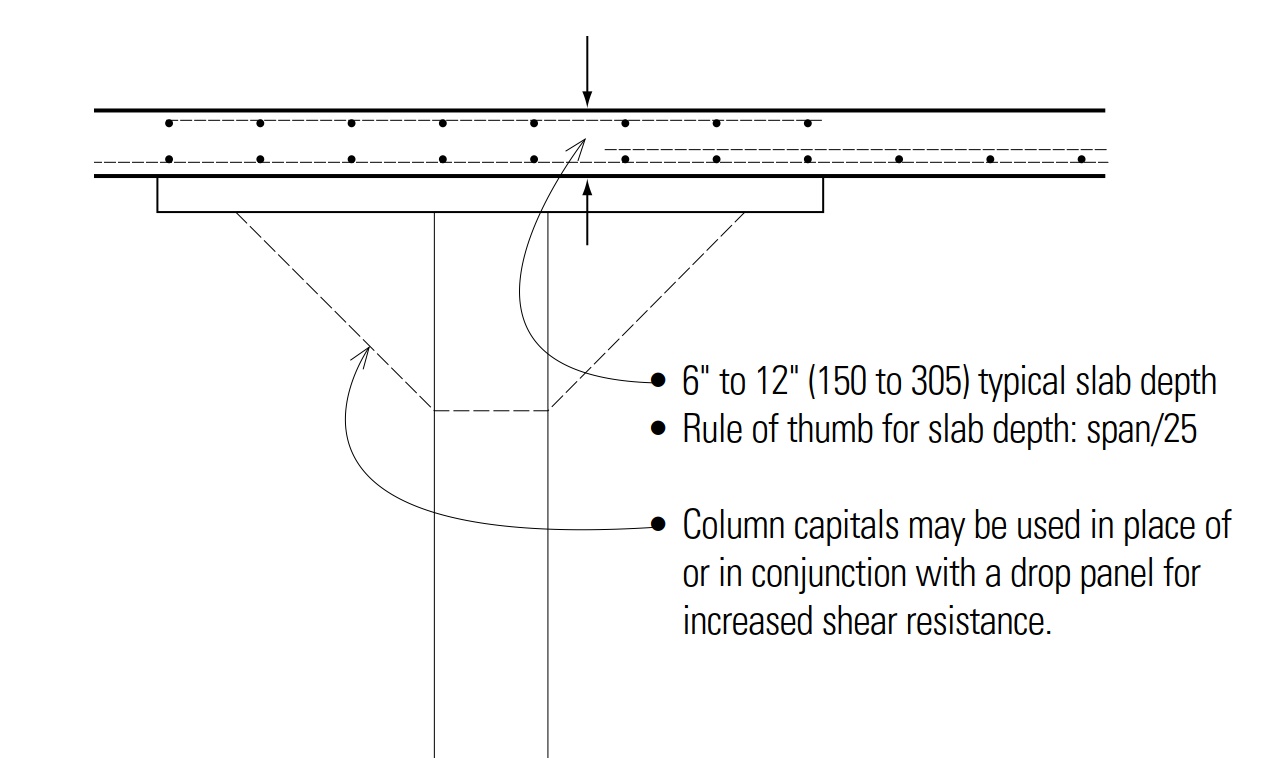 ● 6" to 12" (150 to 305) typical slab depth
● Rule of thumb for slab depth: span/25
● Column capitals may be used in place of
or in conjunction with a drop panel for
increased shear resistance.